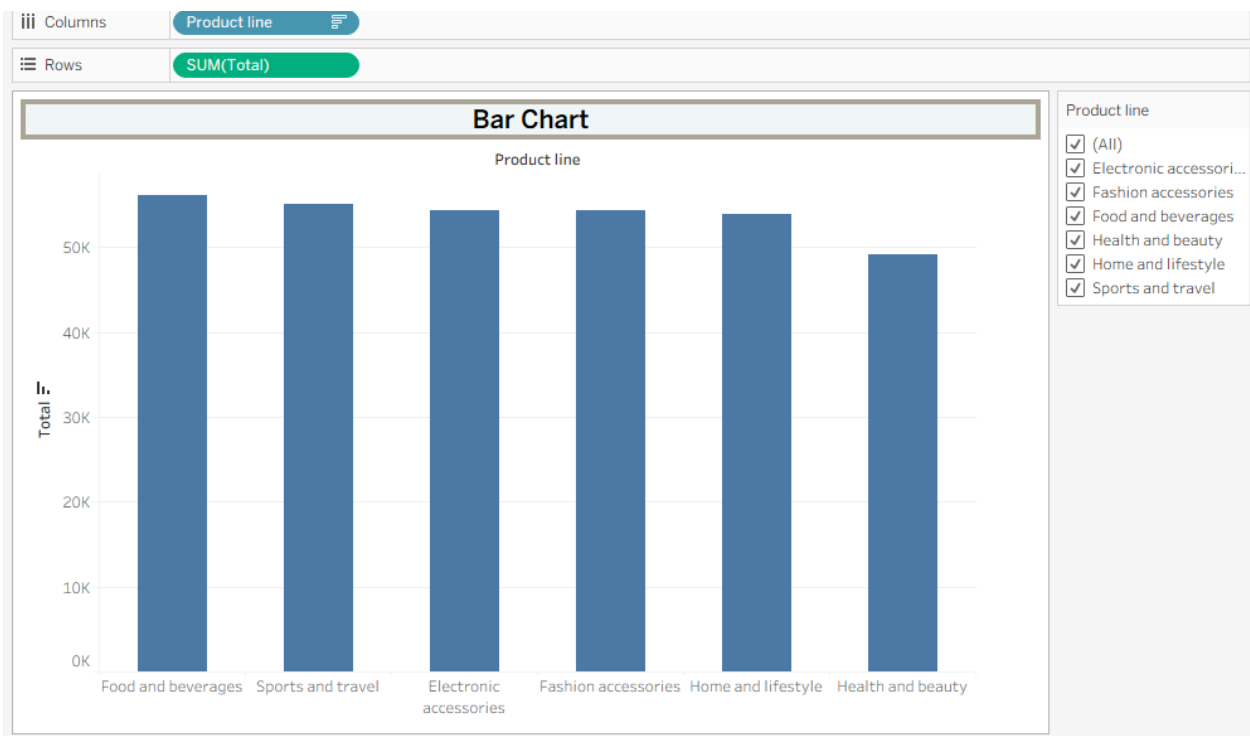 Columns
Product line
Rows
SUM(Total)
Bar Chart
Product line
50K
40K
30K
20K
10K
0K
Total
Food and beverages
Sports and travel
Electronic
accessories
Fashion accessories
Home and lifestyle
Health and beauty
Product line
(All)
Electronic accessori...
Fashion accessories
Food and beverages
Health and beauty
Home and lifestyle
Sports and travel